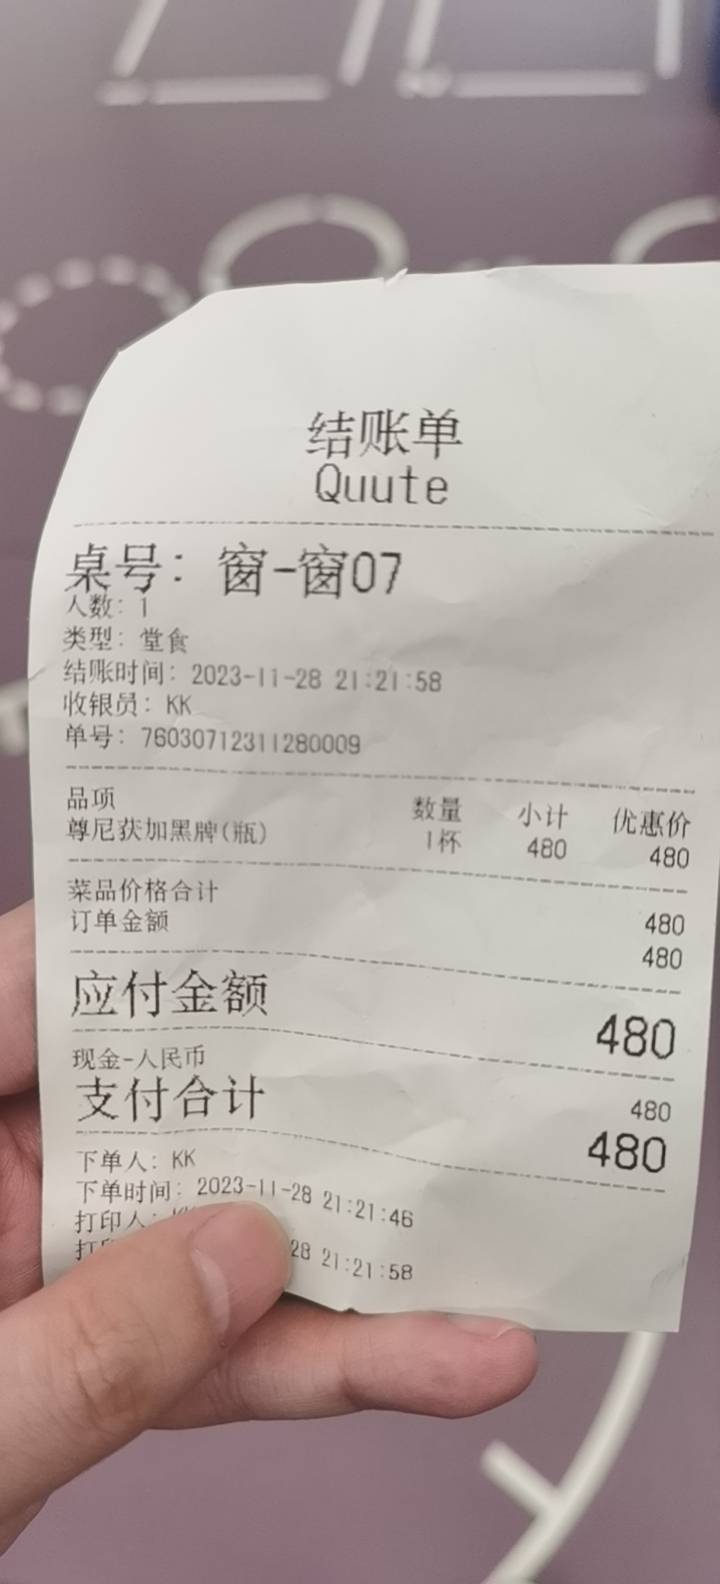 结账单
Quute
桌号：窗-窗07
人数：1
类型：堂食
结账时间：2023-11-28 21:21:58
收银员：KK
单号：76030712311280009
品项 数量 小计 优惠价
尊尼获加黑牌(瓶) 1杯 480 480
菜品价格合计 480
订单金额 480
应付金额 480
现金-人民币 480
支付合计 480
下单人：KK
下单时间：2023-11-28 21:21:46
打印人：
28 21:21:58